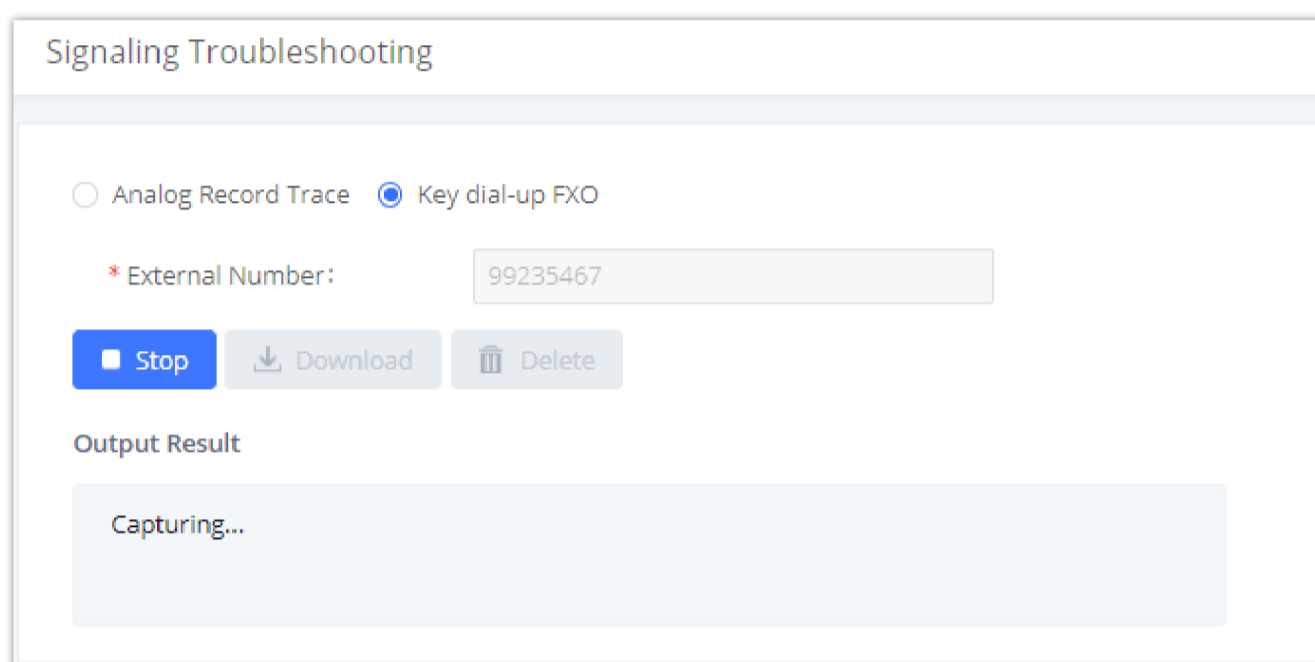 Signaling Troubleshooting
Analog Record Trace Key dial-up FXO
* External Number: 99235467
Stop Download Delete
Output Result
Capturing...